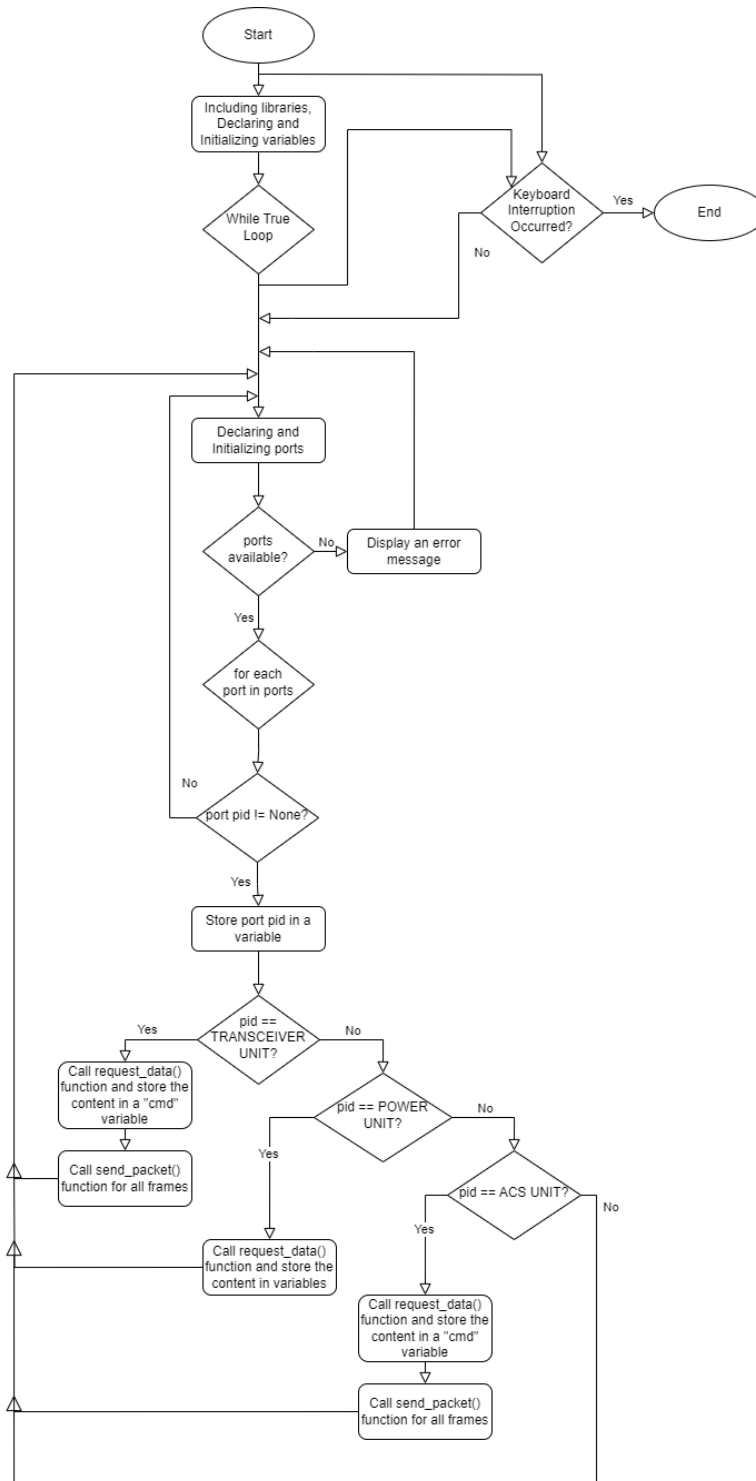 Start
Including libraries,
Declaring and
Initializing variables
While True
Loop
Keyboard
Interruption
Occurred?
Yes
End
No
Declaring and
Initializing ports
ports
available?
No
Display an error
message
Yes
for each
port in ports
No
port pid != None?
Yes
Store port pid in a
variable
pid ==
TRANSCEIVER
UNIT?
Yes
No
Call request_data()
function and store the
content in a "cmd"
variable
pid == POWER
UNIT?
No
Yes
Call send_packet()
function for all frames
pid == ACS UNIT?
No
Yes
Call request_data()
function and store the
content in variables
Call request_data()
function and store the
content in a "cmd"
variable
Call send_packet()
function for all frames